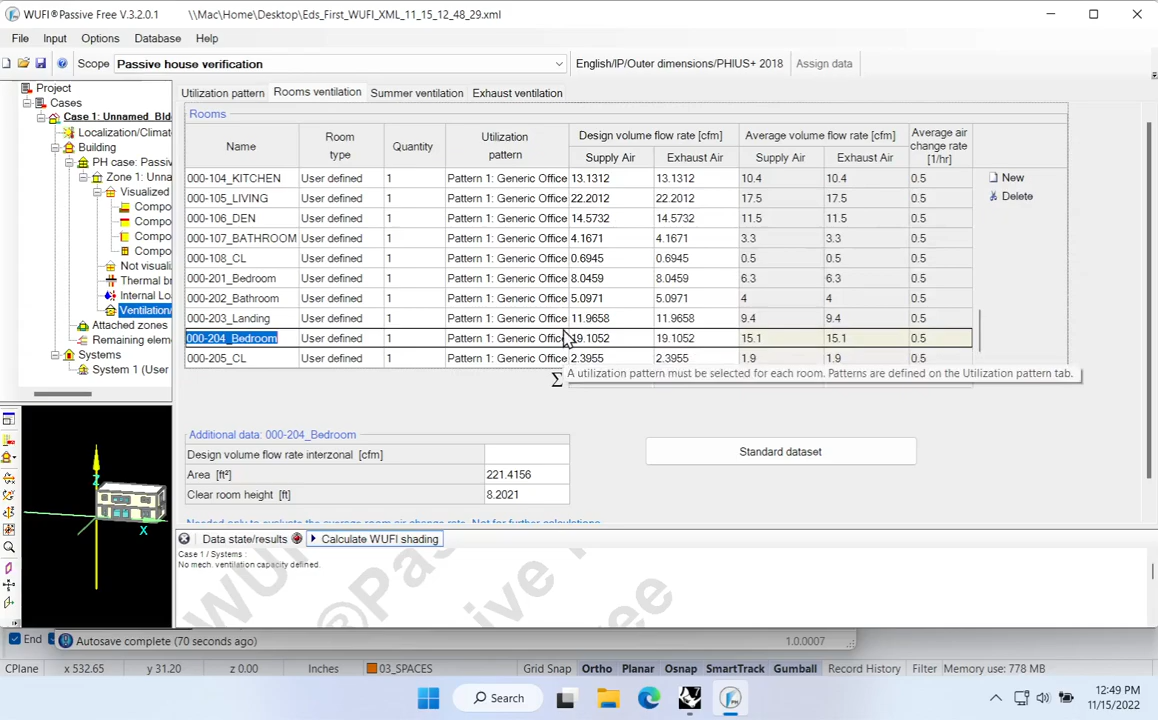 WUFI®Passive Free V.3.2.0.1 \\Mac\Home\Desktop\Eds_First_WUFI_XML_11_15_12_48_29.xml
File Input Options Database Help
Scope Passive house verification English/IP/Outer dimensions/PHIUS+ 2018 Assign data
Project
Cases
Case 1: Unnamed_Bld
Localization/Climat
Building
PH case: Passiv
Zone 1: Unna
Visualized
Compo
Compo
Compo
Compo
Not visuali
Thermal br
Internal Lo
Ventilation/
Attached zones
Remaining elem
Systems
System 1 (User
Utilization pattern Rooms ventilation Summer ventilation Exhaust ventilation
Rooms
Name Room type Quantity Utilization pattern Design volume flow rate [cfm] Average volume flow rate [cfm] Average air change rate [1/hr]
Supply Air Exhaust Air Supply Air Exhaust Air
000-104_KITCHEN User defined 1 Pattern 1: Generic Office 13.1312 13.1312 10.4 10.4 0.5
000-105_LIVING User defined 1 Pattern 1: Generic Office 22.2012 22.2012 17.5 17.5 0.5
000-106_DEN User defined 1 Pattern 1: Generic Office 14.5732 14.5732 11.5 11.5 0.5
000-107_BATHROOM User defined 1 Pattern 1: Generic Office 4.1671 4.1671 3.3 3.3 0.5
000-108_CL User defined 1 Pattern 1: Generic Office 0.6945 0.6945 0.5 0.5 0.5
000-201_Bedroom User defined 1 Pattern 1: Generic Office 8.0459 8.0459 6.3 6.3 0.5
000-202_Bathroom User defined 1 Pattern 1: Generic Office 5.0971 5.0971 4 4 0.5
000-203_Landing User defined 1 Pattern 1: Generic Office 11.9658 11.9658 9.4 9.4 0.5
000-204_Bedroom User defined 1 Pattern 1: Generic Office 19.1052 19.1052 15.1 15.1 0.5
000-205_CL User defined 1 Pattern 1: Generic Office 2.3955 2.3955 1.9 1.9 0.5
New
Delete
Σ A utilization pattern must be selected for each room. Patterns are defined on the Utilization pattern tab.
Additional data: 000-204_Bedroom
Design volume flow rate interzonal [cfm]
Area [ft²] 221.4156
Clear room height [ft] 8.2021
Standard dataset
Needed only to evaluate the average room air change rate. Not for further calculations.
Data state/results Calculate WUFI shading
Case 1 / Systems :
No mech. ventilation capacity defined.
WUFI®Passive Free
Z
X
End Autosave complete (70 seconds ago) 1.0.0007
CPlane x 532.65 y 31.20 z 0.00 Inches 03_SPACES Grid Snap Ortho Planar Osnap SmartTrack Gumball Record History Filter Memory use: 778 MB
Search
12:49 PM
11/15/2022